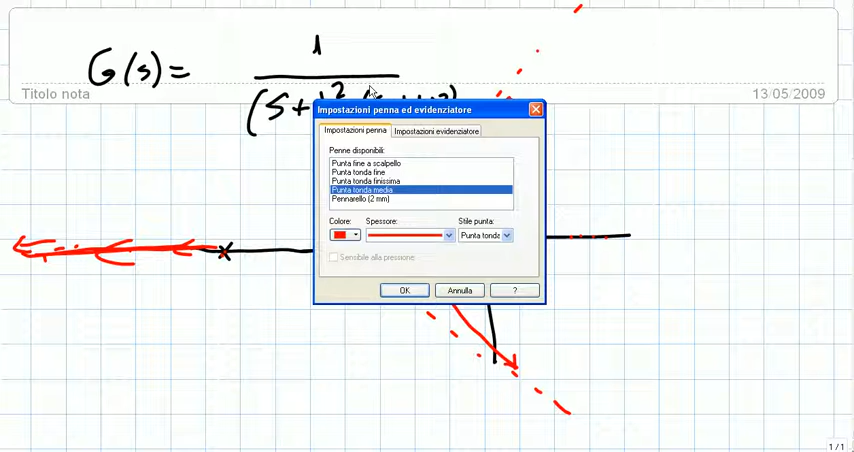 G(s) = 1
(s+1)²
Titolo nota 13/05/2009
Impostazioni penna ed evidenziatore
Impostazioni penna Impostazioni evidenziatore
Penne disponibili:
Punta fine a scalpello
Punta tonda fine
Punta tonda finissima
Punta tonda media
Pennarello (2 mm)
Colore: Spessore: Stile punta:
Punta tonda
Sensibile alla pressione
OK Annulla ?
1/1